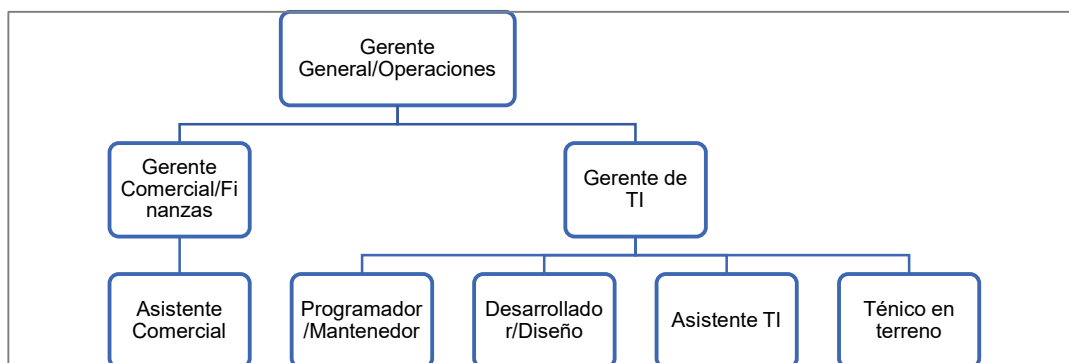 Gerente
General/Operaciones
Gerente
Comercial/Fi
nanzas
Gerente de
TI
Asistente
Comercial
Programador
/Mantenedor
Desarrollado
r/Diseño
Asistente TI
Ténico en
terreno